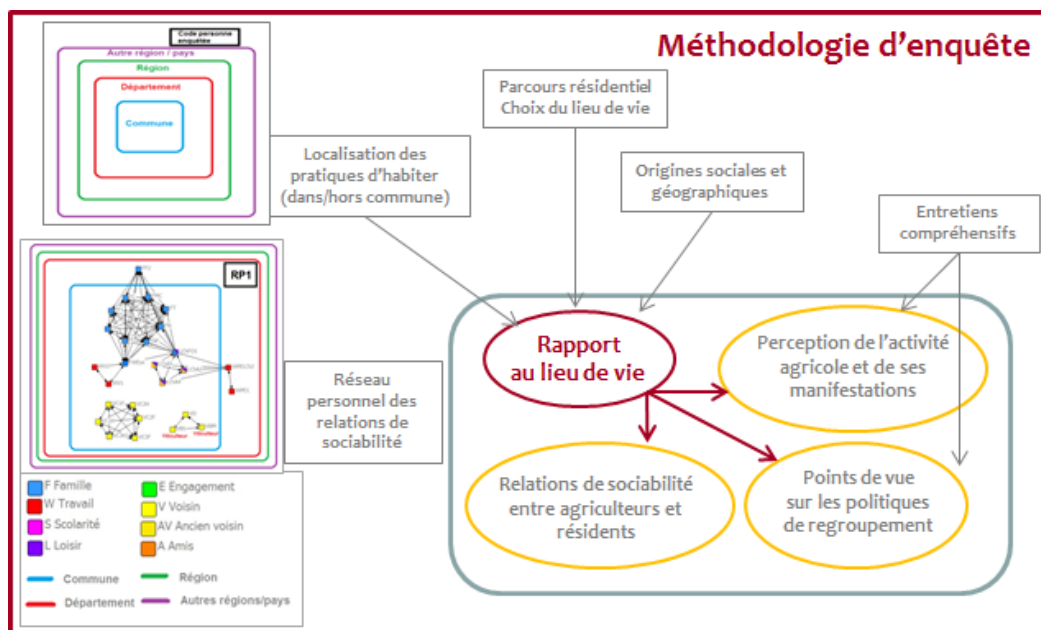 Méthodologie d'enquête
Code personne
enquêtée
Autre région / pays
Région
Département
Commune
Parcours résidentiel
Choix du lieu de vie
Localisation des
pratiques d'habiter
(dans/hors commune)
Origines sociales et
géographiques
Entretiens
compréhensifs
RP1
Viticulteur
Viticulteur
Réseau
personnel des
relations de
sociabilité
Rapport
au lieu de vie
Perception de l'activité
agricole et de ses
manifestations
Relations de sociabilité
entre agriculteurs et
résidents
Points de vue
sur les politiques
de regroupement
F Famille
E Engagement
W Travail
V Voisin
S Scolarité
AV Ancien voisin
L Loisir
A Amis
Commune
Région
Département
Autres régions/pays